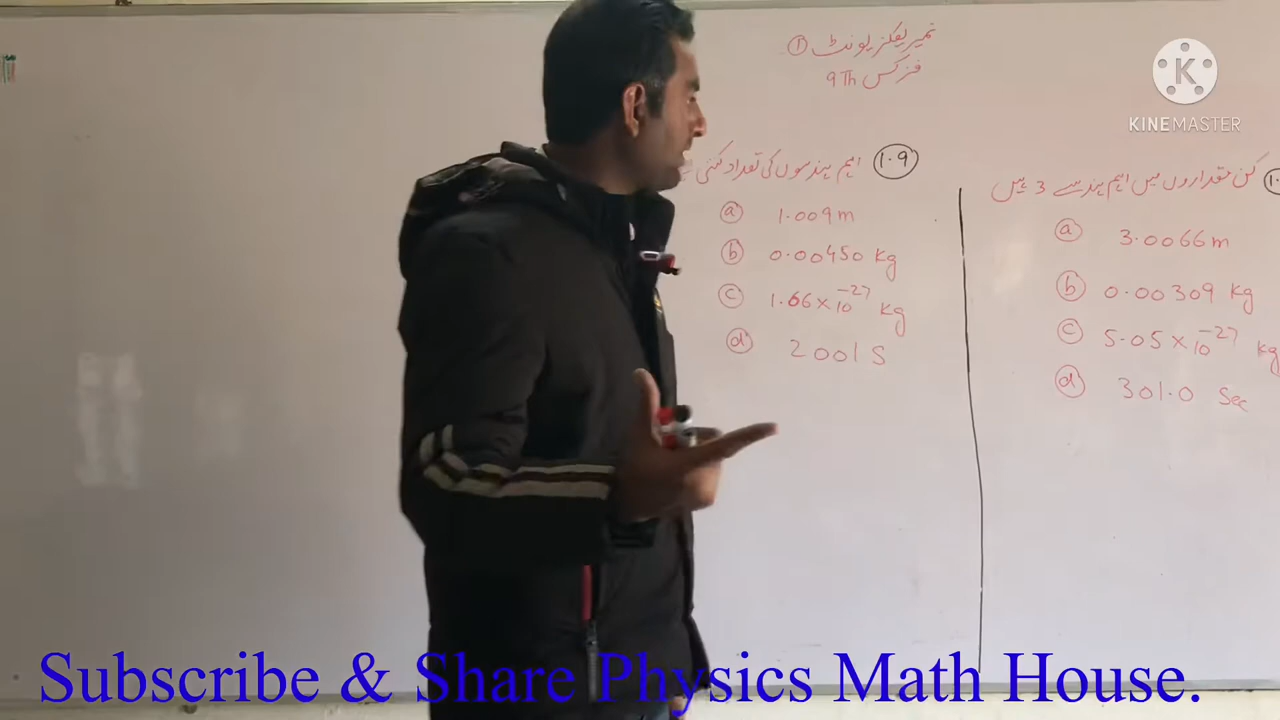 نمیریکلز یونٹ ①
فزکس 9Th
1.9 اہم ہندسوں کی تعداد کتنی
ⓐ 1.009 m
ⓑ 0.00450 kg
ⓒ 1.66 × 10⁻²⁷ kg
ⓓ 2001 S
کن مقداروں میں اہم ہندسے 3 ہیں
ⓐ 3.0066 m
ⓑ 0.00309 kg
ⓒ 5.05 × 10⁻²⁷ kg
ⓓ 301.0 Sec
KINEMASTER
Subscribe & Share Physics Math House.